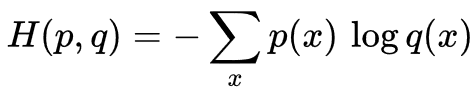 H(p, q) = − ∑ₓ p(x) log q(x)